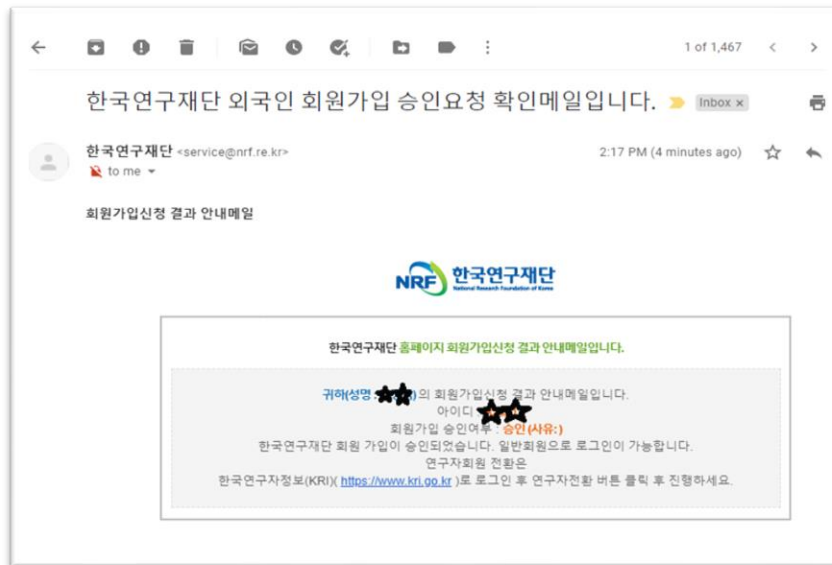 1 of 1,467
한국연구재단 외국인 회원가입 승인요청 확인메일입니다.
Inbox ×
한국연구재단 <service@nrf.re.kr>
2:17 PM (4 minutes ago)
to me
회원가입신청 결과 안내메일
NRF 한국연구재단
National Research Foundation of Korea
한국연구재단 홈페이지 회원가입신청 결과 안내메일입니다.
귀하(성명 : )의 회원가입신청 결과 안내메일입니다.
아이디
회원가입 승인여부 : 승인 (사유:)
한국연구재단 회원 가입이 승인되었습니다. 일반회원으로 로그인이 가능합니다.
연구자회원 전환은
한국연구자정보(KRI)( https://www.kri.go.kr )로 로그인 후 연구자전환 버튼 클릭 후 진행하세요.